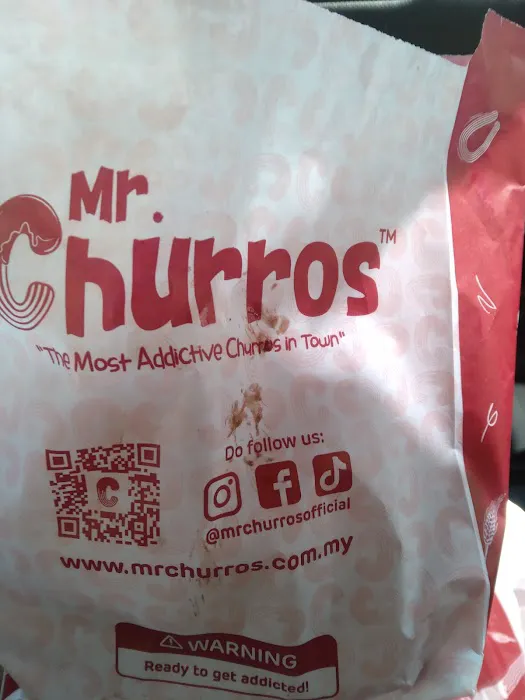 Mr.
Churros™
"The Most Addictive Churros in Town"
Do follow us:
@mrchurrosofficial
www.mrchurros.com.my
⚠ WARNING
Ready to get addicted!